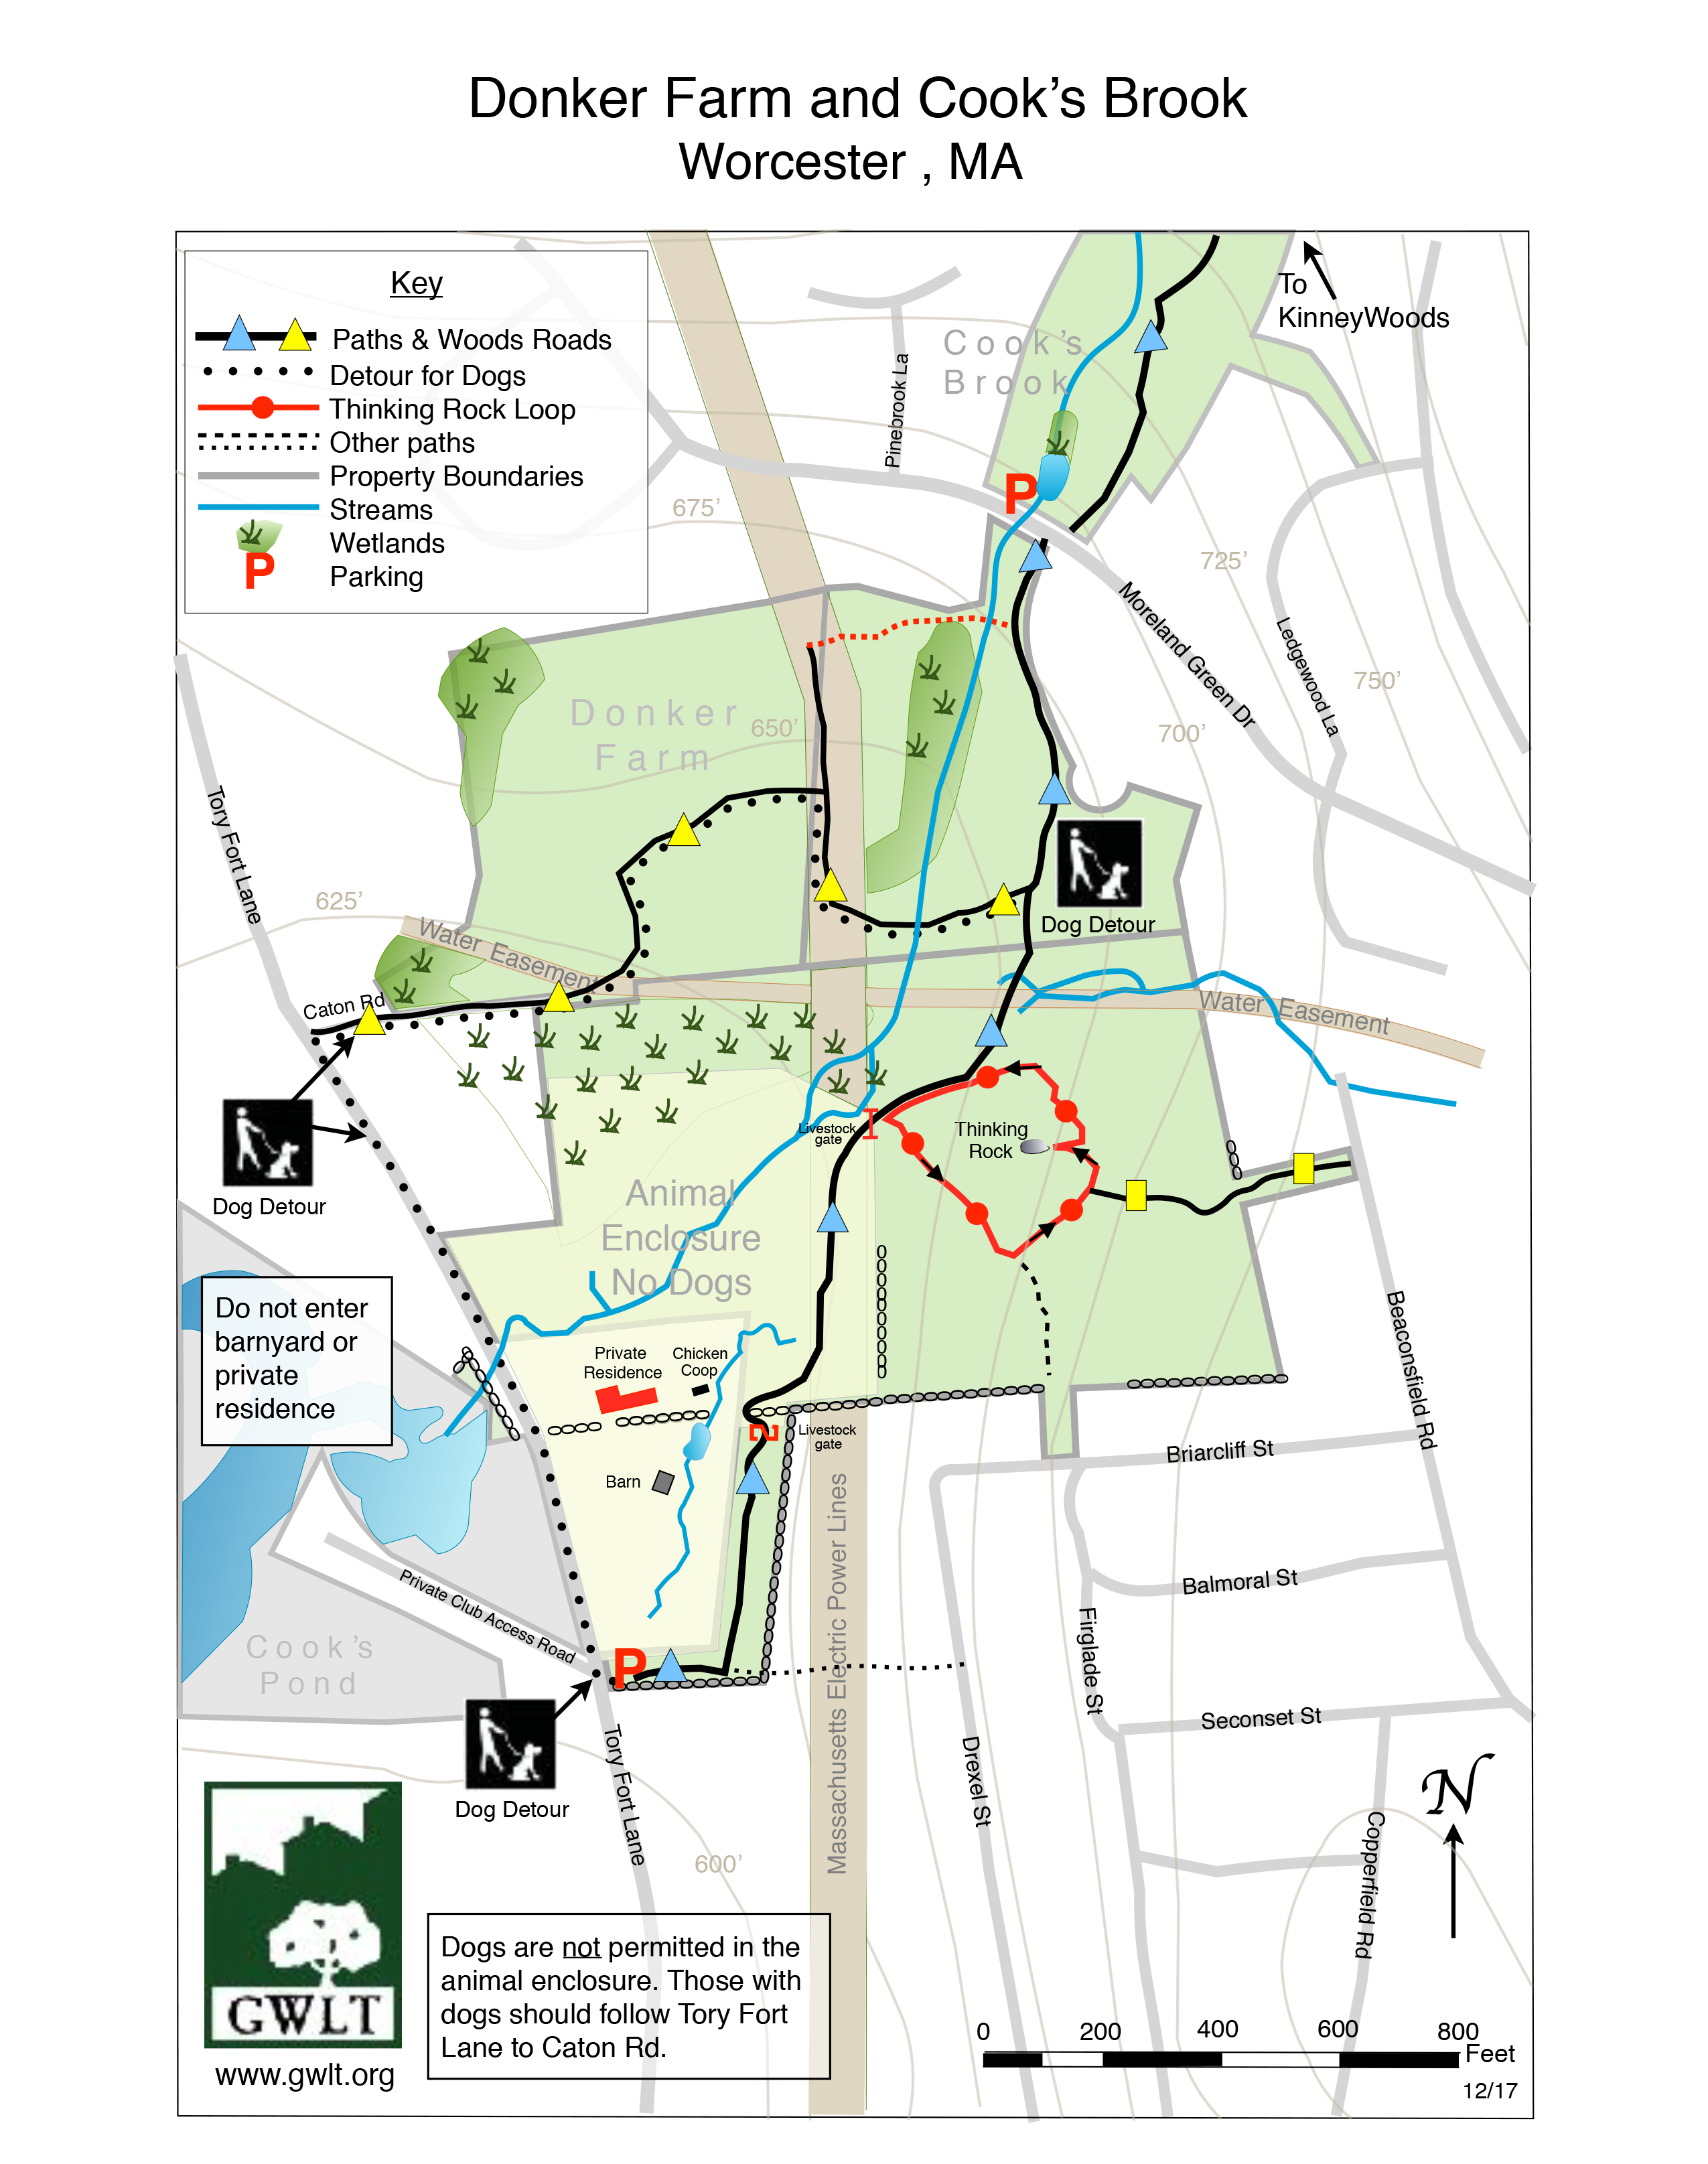 Donker Farm and Cook's Brook
Worcester , MA
Key
Paths & Woods Roads
Detour for Dogs
Thinking Rock Loop
Other paths
Property Boundaries
Streams
Wetlands
P
Parking
To
KinneyWoods
Cook's
Brook
Pinebrook La
P
675'
725'
Moreland Green Dr
Ledgewood La
750'
700'
Donker
Farm
650'
Tory Fort Lane
625'
Water Easement
Dog Detour
Caton Rd
Water Easement
Dog Detour
Livestock
gate
Thinking
Rock
Animal
Enclosure
No Dogs
Do not enter
barnyard or
private
residence
Private
Residence
Chicken
Coop
Livestock
gate
Barn
Beaconsfield Rd
Briarcliff St
Balmoral St
Private Club Access Road
Massachusetts Electric Power Lines
Firglade St
Cook's
Pond
P
Seconset St
Dog Detour
Tory Fort Lane
Drexel St
Copperfield Rd
N
600'
GWLT
www.gwlt.org
Dogs are not permitted in the
animal enclosure. Those with
dogs should follow Tory Fort
Lane to Caton Rd.
0 200 400 600 800
Feet
12/17